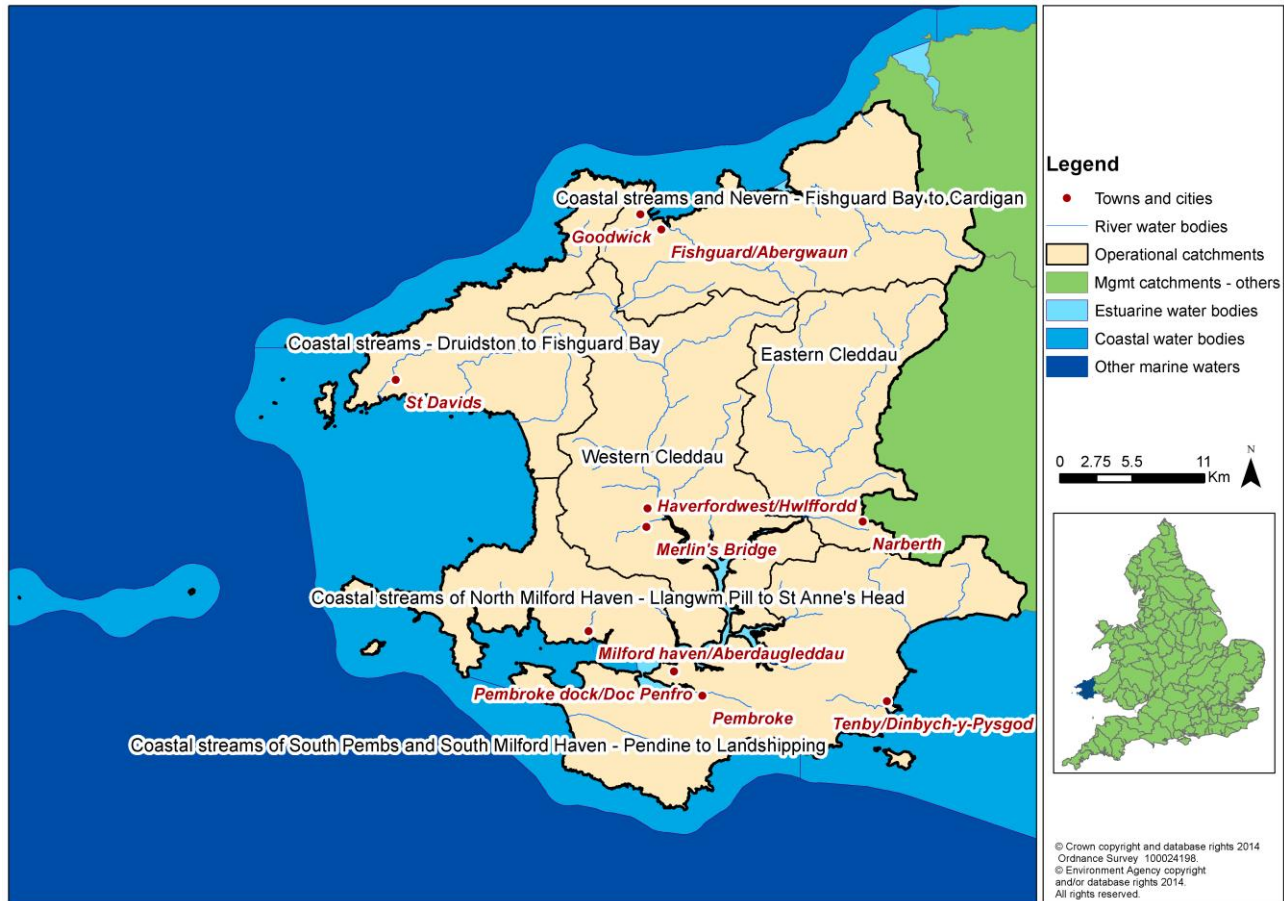 Coastal streams and Nevern - Fishguard Bay to Cardigan
Goodwick
Fishguard/Abergwaun
Coastal streams - Druidston to Fishguard Bay
Eastern Cleddau
St Davids
Western Cleddau
Haverfordwest/Hwlffordd
Merlin's Bridge
Narberth
Coastal streams of North Milford Haven - Llangwm Pill to St Anne's Head
Milford haven/Aberdaugleddau
Pembroke dock/Doc Penfro
Pembroke
Tenby/Dinbych-y-Pysgod
Coastal streams of South Pembs and South Milford Haven - Pendine to Landshipping
Legend
Towns and cities
River water bodies
Operational catchments
Mgmt catchments - others
Estuarine water bodies
Coastal water bodies
Other marine waters
0 2.75 5.5 11
Km
N
© Crown copyright and database rights 2014
Ordnance Survey 100024198.
© Environment Agency copyright
and/or database rights 2014.
All rights reserved.